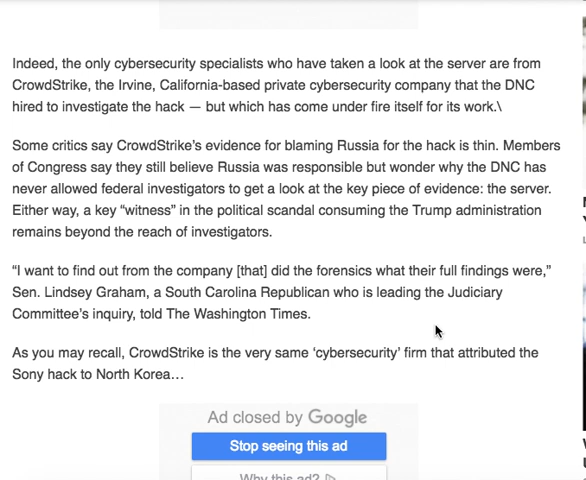 Indeed, the only cybersecurity specialists who have taken a look at the server are from
CrowdStrike, the Irvine, California-based private cybersecurity company that the DNC
hired to investigate the hack — but which has come under fire itself for its work.\
Some critics say CrowdStrike’s evidence for blaming Russia for the hack is thin. Members
of Congress say they still believe Russia was responsible but wonder why the DNC has
never allowed federal investigators to get a look at the key piece of evidence: the server.
Either way, a key “witness” in the political scandal consuming the Trump administration
remains beyond the reach of investigators.
“I want to find out from the company [that] did the forensics what their full findings were,”
Sen. Lindsey Graham, a South Carolina Republican who is leading the Judiciary
Committee’s inquiry, told The Washington Times.
As you may recall, CrowdStrike is the very same ‘cybersecurity’ firm that attributed the
Sony hack to North Korea…
Ad closed by Google
Stop seeing this ad
Why this ad?